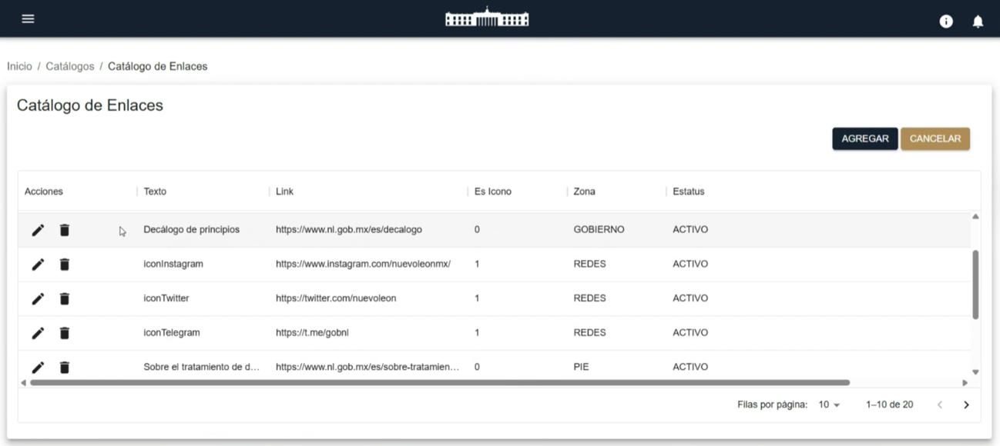 Inicio / Catálogos / Catálogo de Enlaces
Catálogo de Enlaces
AGREGAR CANCELAR
Acciones Texto Link Es Icono Zona Estatus
Decálogo de principios https://www.nl.gob.mx/es/decalogo 0 GOBIERNO ACTIVO
iconInstagram https://www.instagram.com/nuevoleonmx/ 1 REDES ACTIVO
iconTwitter https://twitter.com/nuevoleon 1 REDES ACTIVO
iconTelegram https://t.me/gobnl 1 REDES ACTIVO
Sobre el tratamiento de d... https://www.nl.gob.mx/es/sobre-tratamien... 0 PIE ACTIVO
Filas por página: 10 1–10 de 20